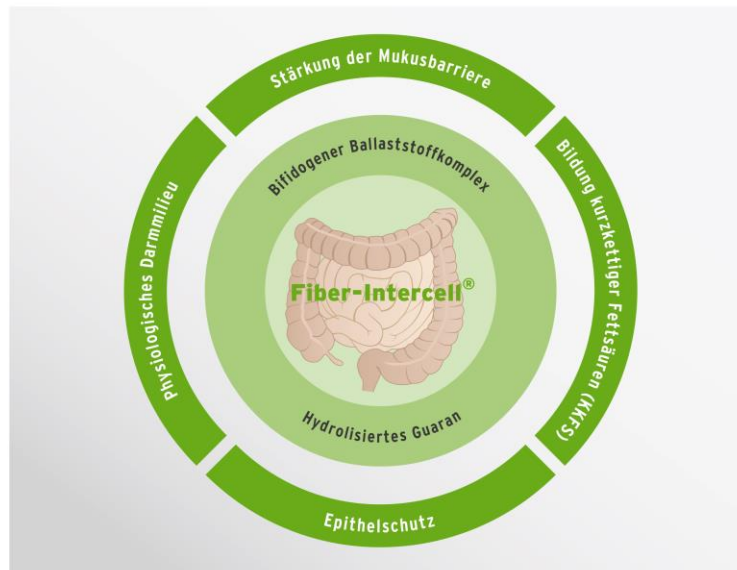 Stärkung der Mukusbarriere
Bildung kurzkettiger Fettsäuren (KKFS)
Epithelschutz
Physiologisches Darmmilieu
Bifidogener Ballaststoffkomplex
Fiber-Intercell®
Hydrolisiertes Guaran